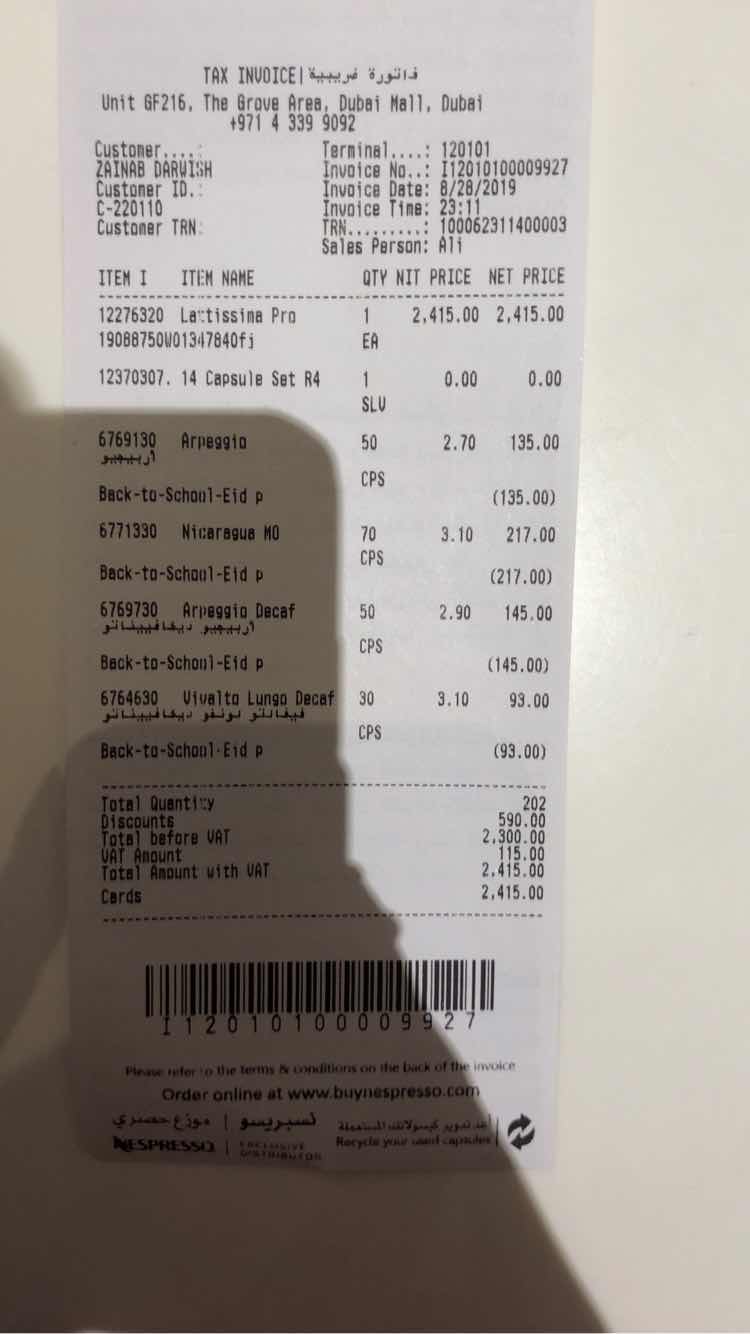 TAX INVOICE| فاتورة ضريبية
Unit GF216, The Grove Area, Dubai Mall, Dubai
+971 4 339 9092
Customer....: Terminal....: 120101
ZAINAB DARWISH Invoice No..: I12010100009927
Customer ID.: Invoice Date: 8/28/2019
C-220110 Invoice Time: 23:11
Customer TRN: TRN.........: 100062311400003
Sales Person: Ali
ITEM I ITEM NAME QTY NIT PRICE NET PRICE
12276320 Lattissima Pro 1 2,415.00 2,415.00
19088750W01347840fj EA
12370307. 14 Capsule Set R4 1 0.00 0.00
SLV
6769130 Arpeggio 50 2.70 135.00
أربيجيو
CPS
Back-to-School-Eid p (135.00)
6771330 Nicaragua MO 70 3.10 217.00
CPS
Back-to-School-Eid p (217.00)
6769730 Arpeggio Decaf 50 2.90 145.00
أربيجيو ديكافييناتو
CPS
Back-to-School-Eid p (145.00)
6764630 Vivalto Lungo Decaf 30 3.10 93.00
فيفالتو لونغو ديكافييناتو
CPS
Back-to-School-Eid p (93.00)
Total Quantity 202
Discounts 590.00
Total before VAT 2,300.00
VAT Amount 115.00
Total Amount with VAT 2,415.00
Cards 2,415.00
I12010100009927
Please refer to the terms & conditions on the back of the invoice
Order online at www.buynespresso.com
نسبريسو | موزع حصري
أعد تدوير كبسولاتك المستعملة
NESPRESSO | EXCLUSIVE DISTRIBUTOR
Recycle your used capsules